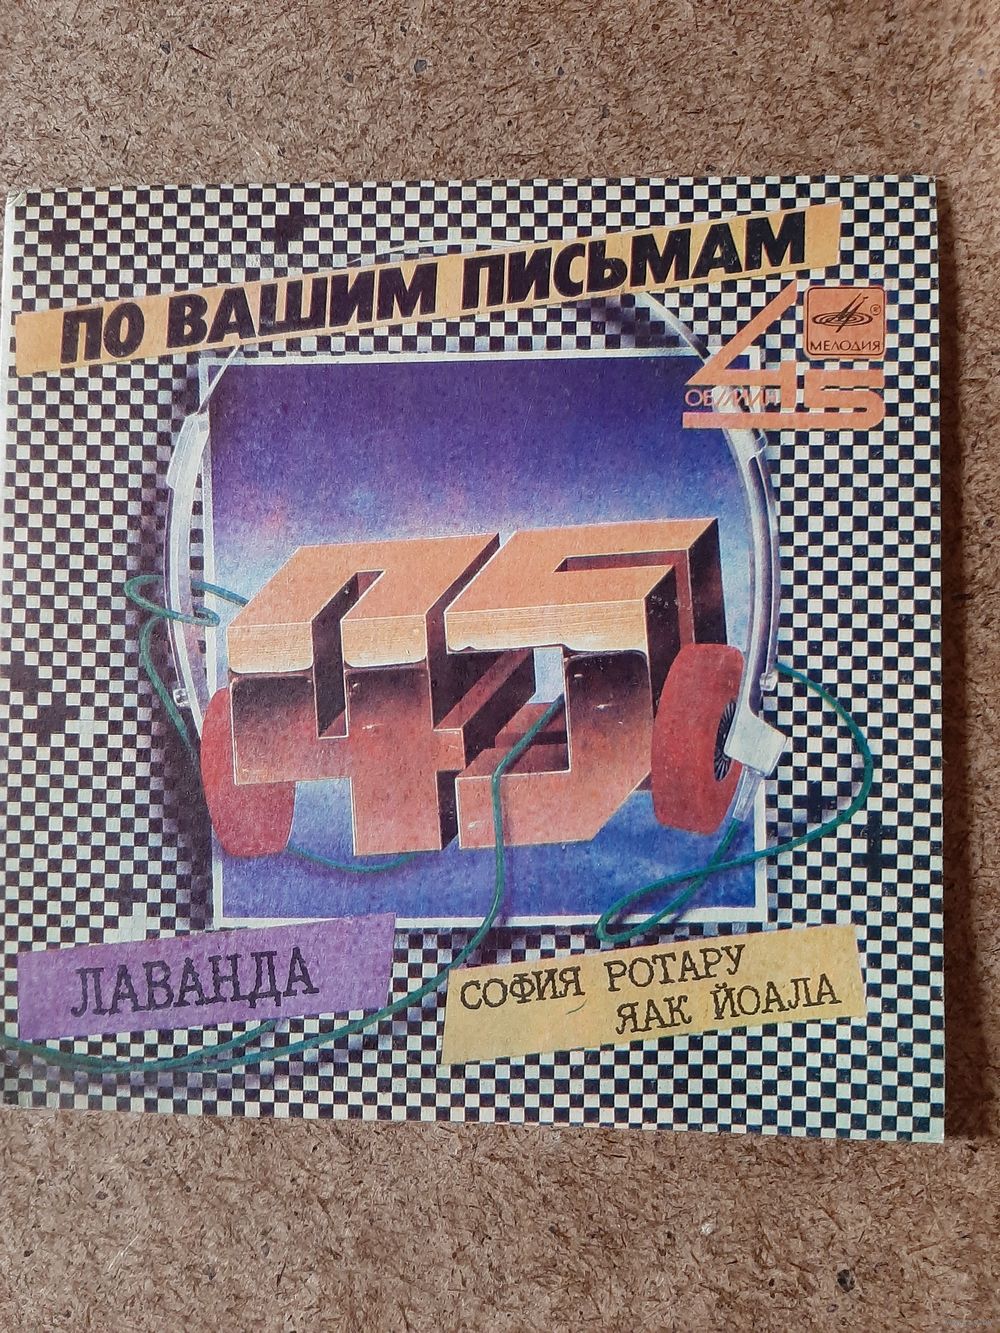 ПО ВАШИМ ПИСЬМАМ
МЕЛОДИЯ
®
45
45
ЛАВАНДА
СОФИЯ РОТАРУ
ЯАК ЙОАЛА